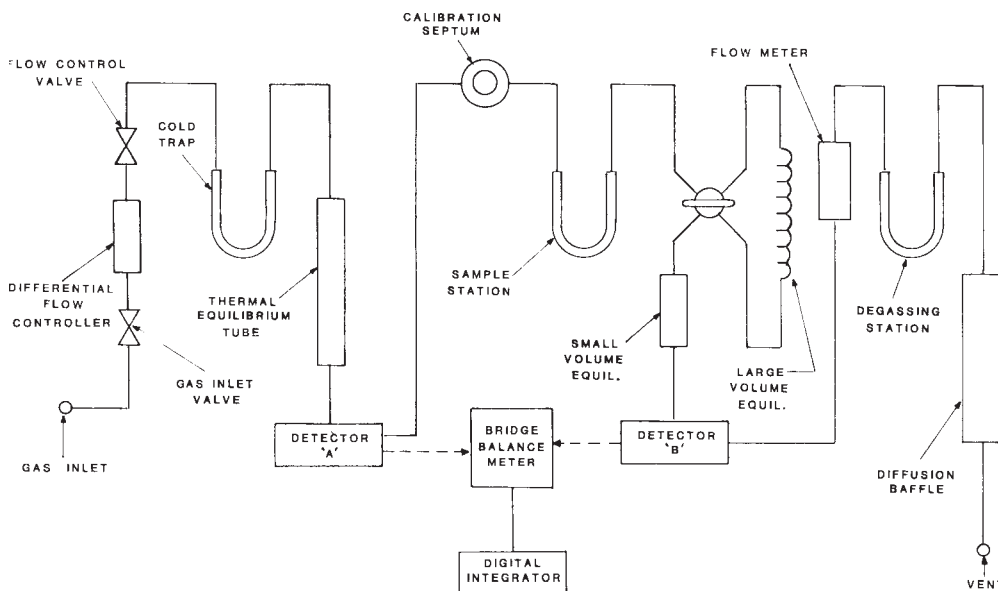 CALIBRATION
SEPTUM
FLOW METER
FLOW CONTROL
VALVE
COLD
TRAP
DIFFERENTIAL
FLOW
CONTROLLER
THERMAL
EQUILIBRIUM
TUBE
SAMPLE
STATION
DEGASSING
STATION
SMALL
VOLUME
EQUIL.
LARGE
VOLUME
EQUIL.
GAS INLET
VALVE
GAS INLET
DETECTOR
'A'
BRIDGE
BALANCE
METER
DETECTOR
'B'
DIFFUSION
BAFFLE
DIGITAL
INTEGRATOR
VENT